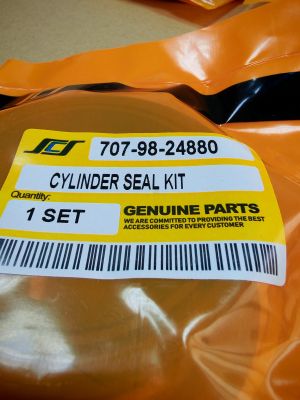 SCS
707-98-24880
CYLINDER SEAL KIT
Quantity:
1 SET
GENUINE PARTS
WE ARE COMMITTED TO PROVIDING THE BEST
ACCESSORIES FOR EVERY CUSTOMER